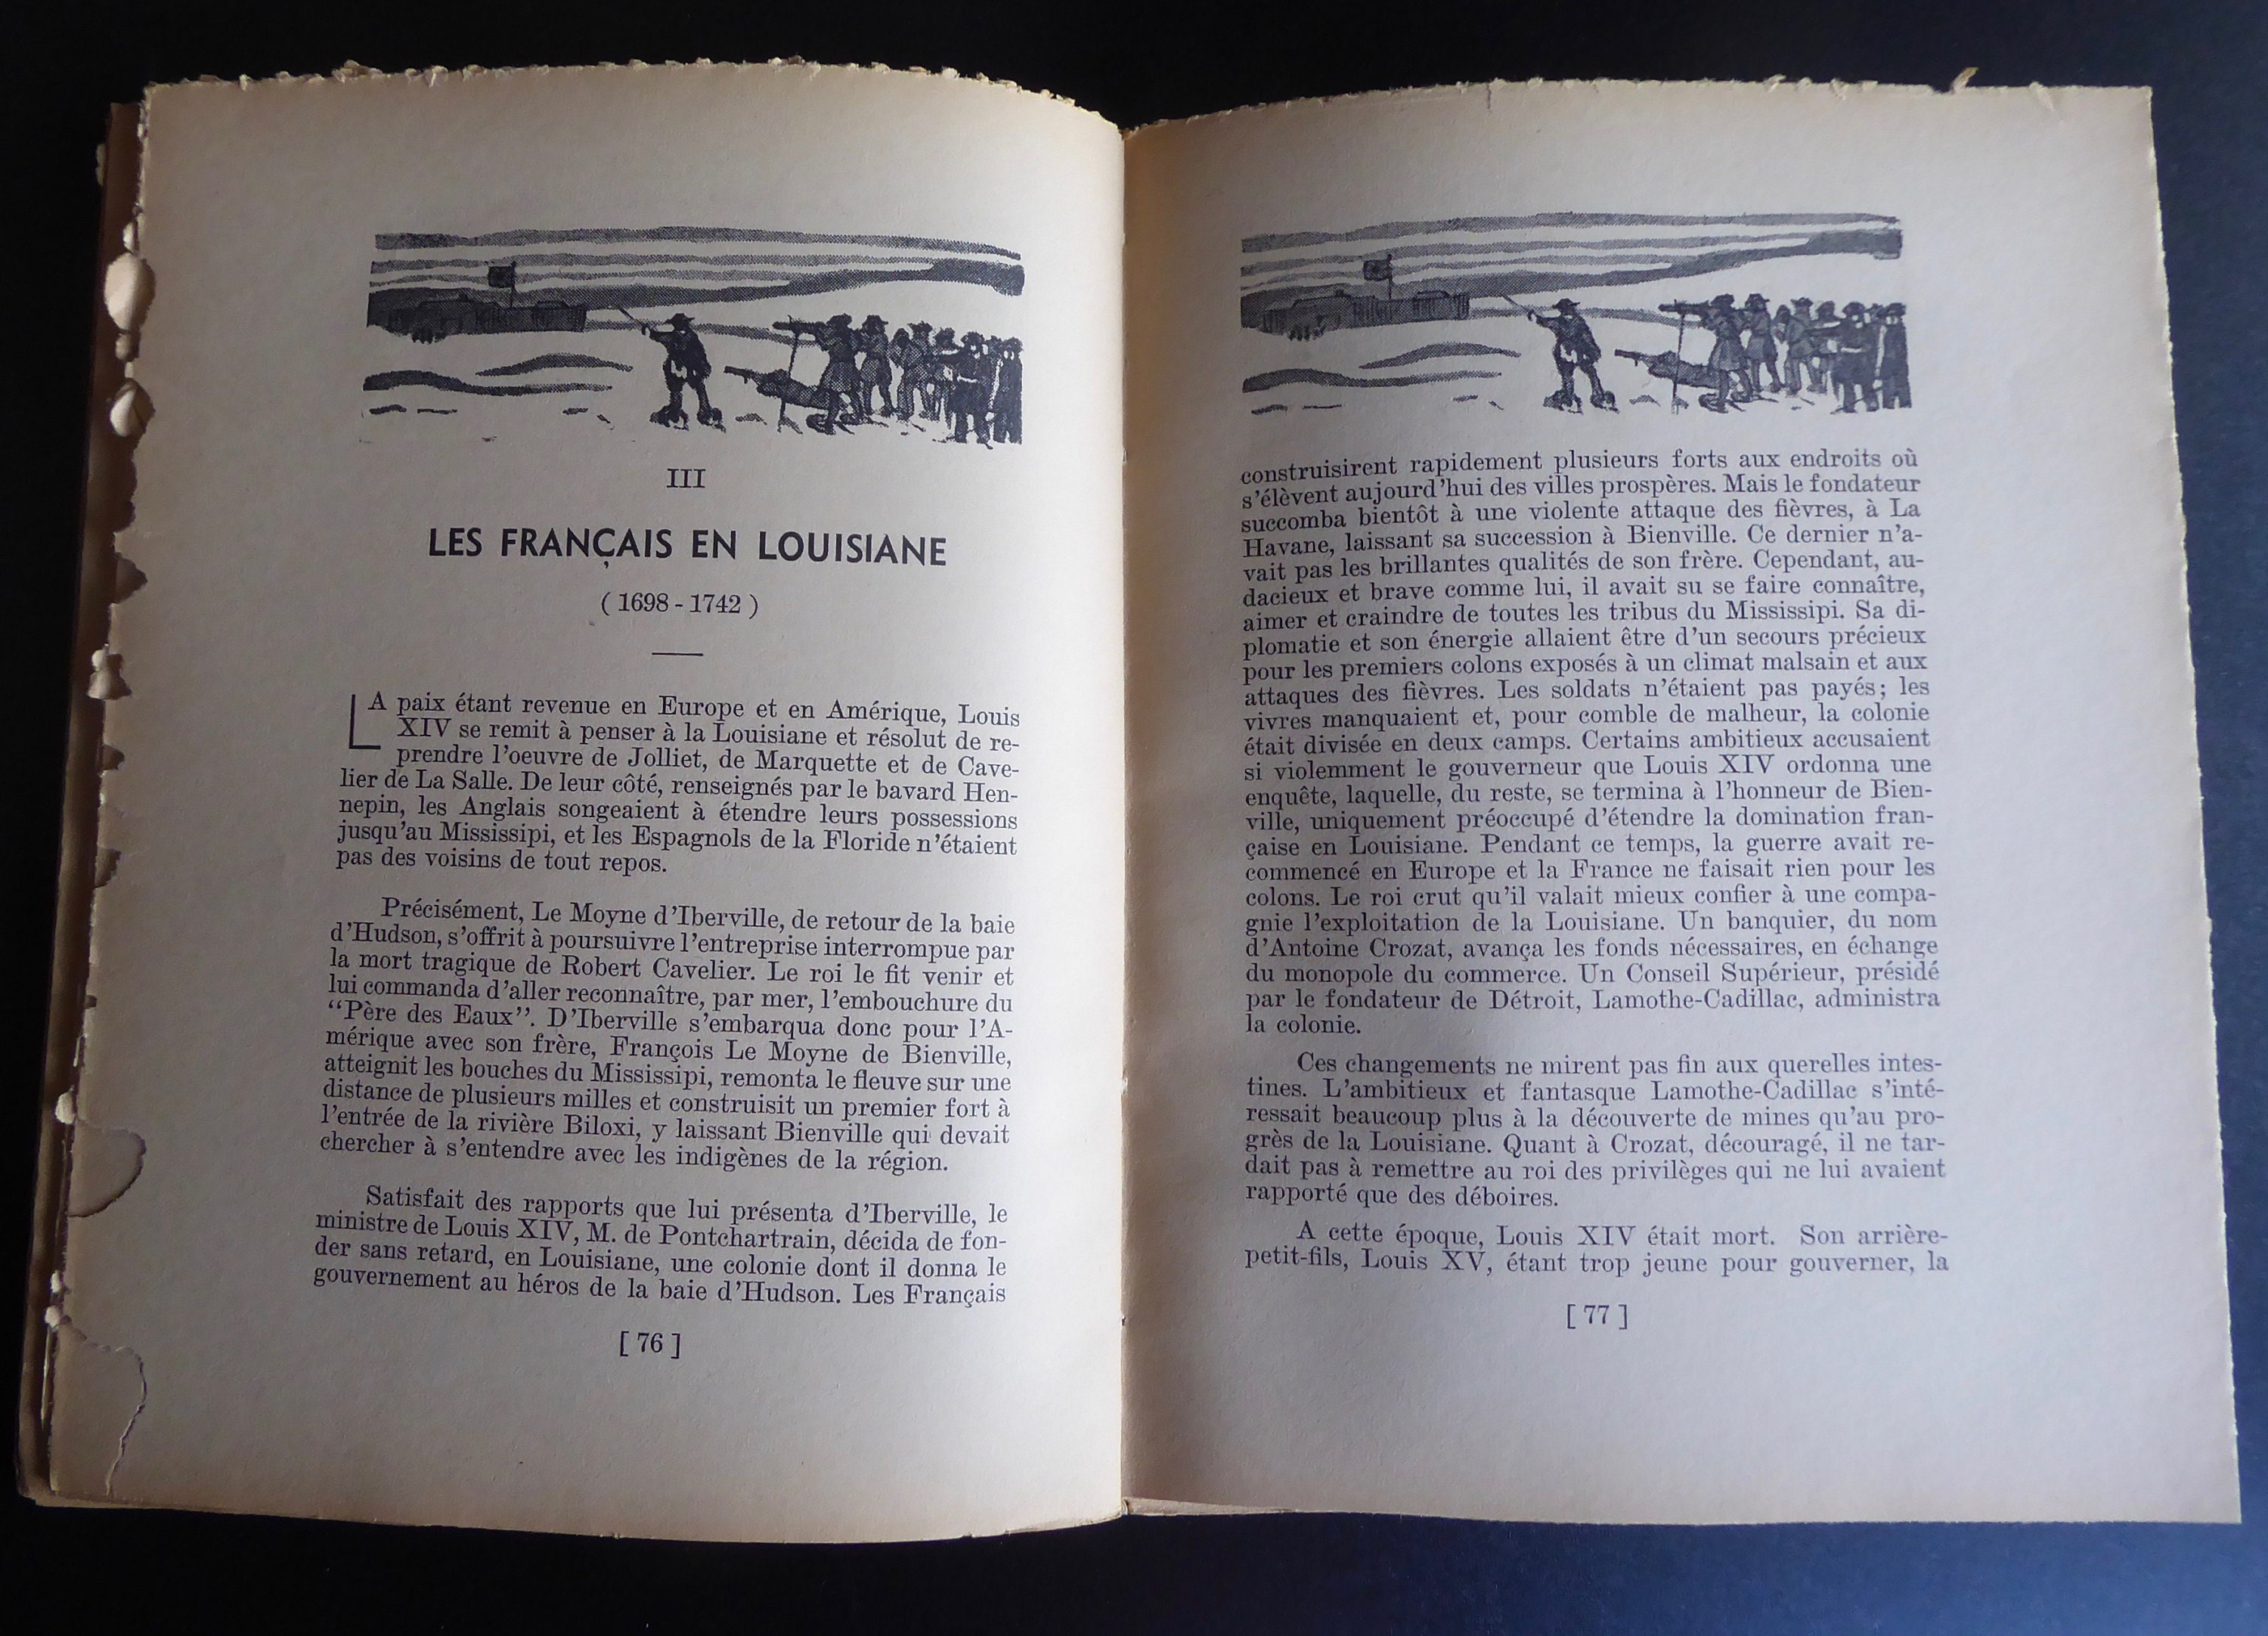 III
LES FRANÇAIS EN LOUISIANE
( 1698 - 1742 )
LA paix étant revenue en Europe et en Amérique, Louis
XIV se remit à penser à la Louisiane et résolut de re-
prendre l'oeuvre de Jolliet, de Marquette et de Cave-
lier de La Salle. De leur côté, renseignés par le bavard Hen-
nepin, les Anglais songeaient à étendre leurs possessions
jusqu'au Mississipi, et les Espagnols de la Floride n'étaient
pas des voisins de tout repos.
Précisément, Le Moyne d'Iberville, de retour de la baie
d'Hudson, s'offrit à poursuivre l'entreprise interrompue par
la mort tragique de Robert Cavelier. Le roi le fit venir et
lui commanda d'aller reconnaître, par mer, l'embouchure du
"Père des Eaux". D'Iberville s'embarqua donc pour l'A-
mérique avec son frère, François Le Moyne de Bienville,
atteignit les bouches du Mississipi, remonta le fleuve sur une
distance de plusieurs milles et construisit un premier fort à
l'entrée de la rivière Biloxi, y laissant Bienville qui devait
chercher à s'entendre avec les indigènes de la région.
Satisfait des rapports que lui présenta d'Iberville, le
ministre de Louis XIV, M. de Pontchartrain, décida de fon-
der sans retard, en Louisiane, une colonie dont il donna le
gouvernement au héros de la baie d'Hudson. Les Français
[ 76 ]
construisirent rapidement plusieurs forts aux endroits où
s'élèvent aujourd'hui des villes prospères. Mais le fondateur
succomba bientôt à une violente attaque des fièvres, à La
Havane, laissant sa succession à Bienville. Ce dernier n'a-
vait pas les brillantes qualités de son frère. Cependant, au-
dacieux et brave comme lui, il avait su se faire connaître,
aimer et craindre de toutes les tribus du Mississipi. Sa di-
plomatie et son énergie allaient être d'un secours précieux
pour les premiers colons exposés à un climat malsain et aux
attaques des fièvres. Les soldats n'étaient pas payés; les
vivres manquaient et, pour comble de malheur, la colonie
était divisée en deux camps. Certains ambitieux accusaient
si violemment le gouverneur que Louis XIV ordonna une
enquête, laquelle, du reste, se termina à l'honneur de Bien-
ville, uniquement préoccupé d'étendre la domination fran-
çaise en Louisiane. Pendant ce temps, la guerre avait re-
commencé en Europe et la France ne faisait rien pour les
colons. Le roi crut qu'il valait mieux confier à une compa-
gnie l'exploitation de la Louisiane. Un banquier, du nom
d'Antoine Crozat, avança les fonds nécessaires, en échange
du monopole du commerce. Un Conseil Supérieur, présidé
par le fondateur de Détroit, Lamothe-Cadillac, administra
la colonie.
Ces changements ne mirent pas fin aux querelles intes-
tines. L'ambitieux et fantasque Lamothe-Cadillac s'inté-
ressait beaucoup plus à la découverte de mines qu'au pro-
grès de la Louisiane. Quant à Crozat, découragé, il ne tar-
dait pas à remettre au roi des privilèges qui ne lui avaient
rapporté que des déboires.
A cette époque, Louis XIV était mort. Son arrière-
petit-fils, Louis XV, étant trop jeune pour gouverner, la
[ 77 ]